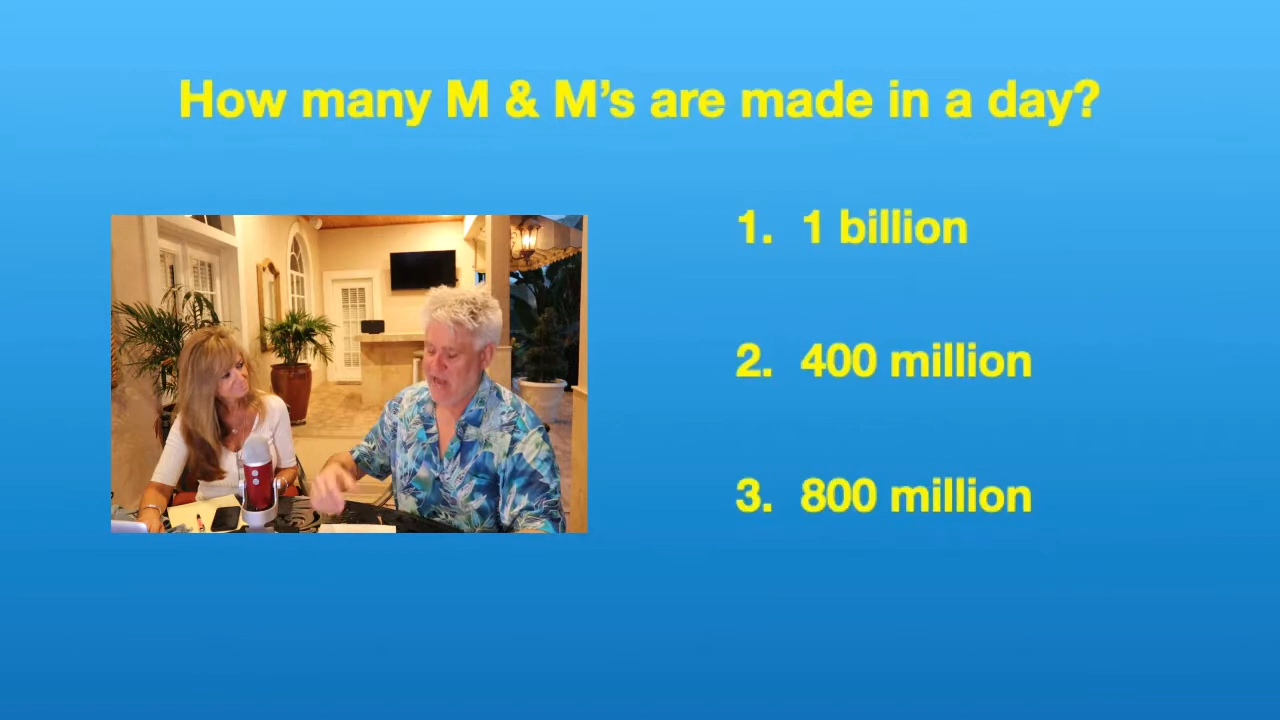 How many M & M’s are made in a day?
1. 1 billion
2. 400 million
3. 800 million